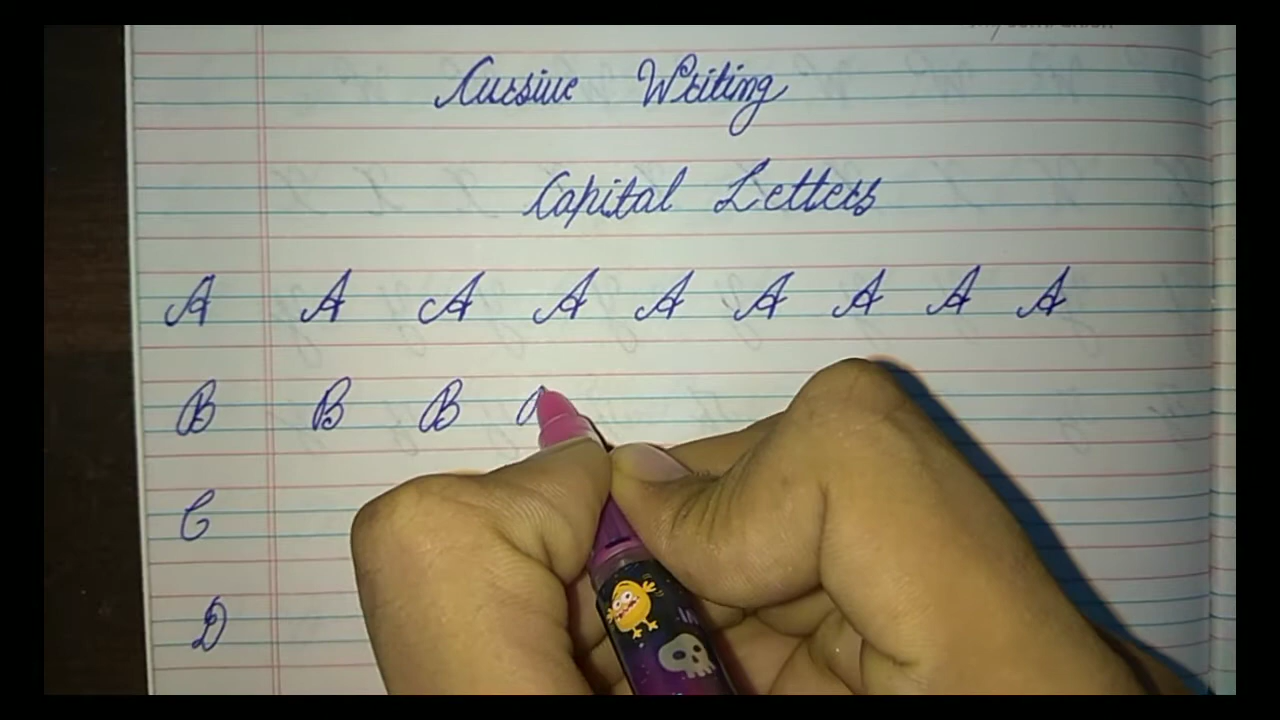 Cursive Writing
Capital Letters
A A A A A A A A A
B B B
C
D